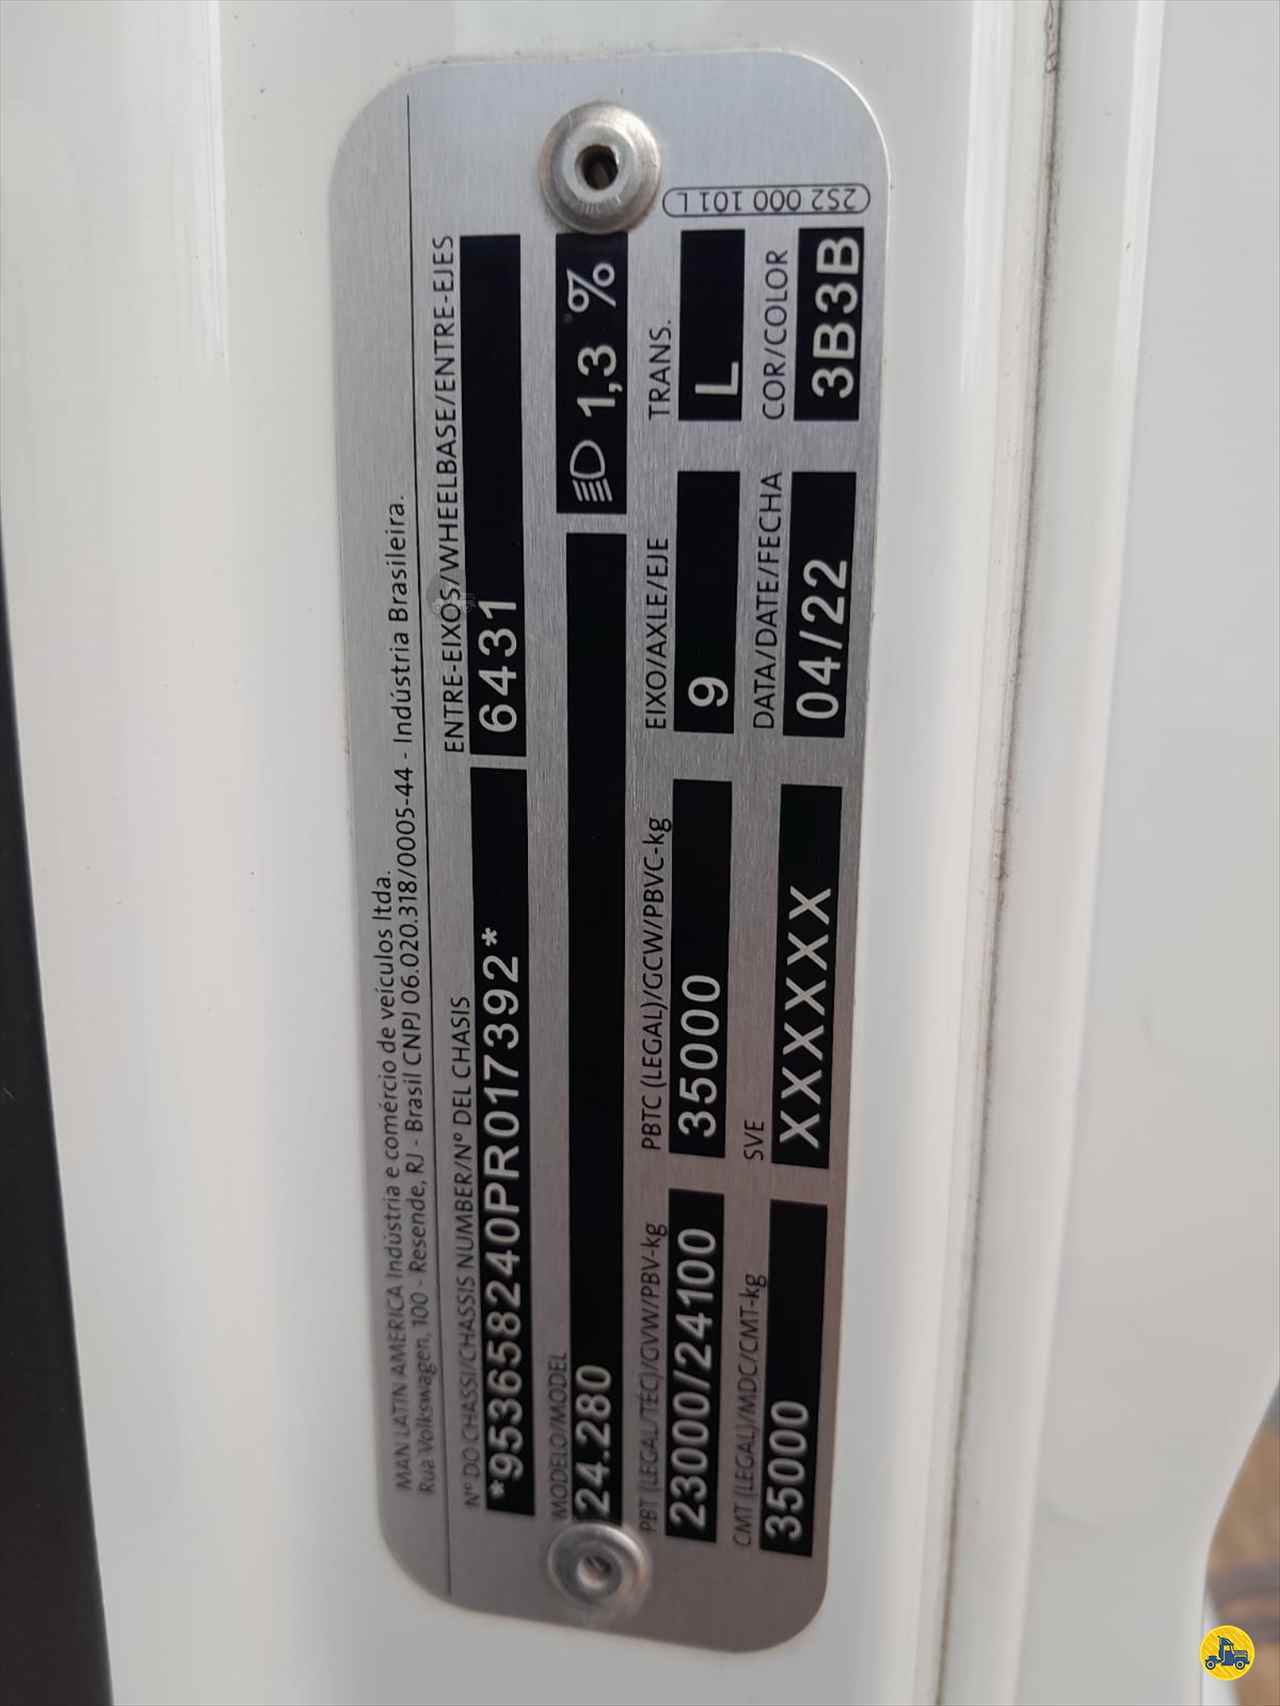 MAN LATIN AMERICA Indústria e comércio de veículos ltda.
Rua Volkswagen, 100 - Resende, RJ - Brasil CNPJ 06.020.318/0005-44 - Indústria Brasileira.
Nº DO CHASSI/CHASSIS NUMBER/Nº DEL CHASIS
ENTRE-EIXOS/WHEELBASE/ENTRE-EJES
*953658240PR017392*
6431
MODELO/MODEL
24.280
1,3 %
PBT (LEGAL/TÉC)/GVW/PBV-kg
PBTC (LEGAL)/GCW/PBVC-kg
EIXO/AXLE/EJE
TRANS.
23000/24100
35000
9
L
CMT (LEGAL)/MDC/CMT-kg
SVE
DATA/DATE/FECHA
COR/COLOR
35000
XXXXXX
04/22
3B3B
2S2 000 101 L